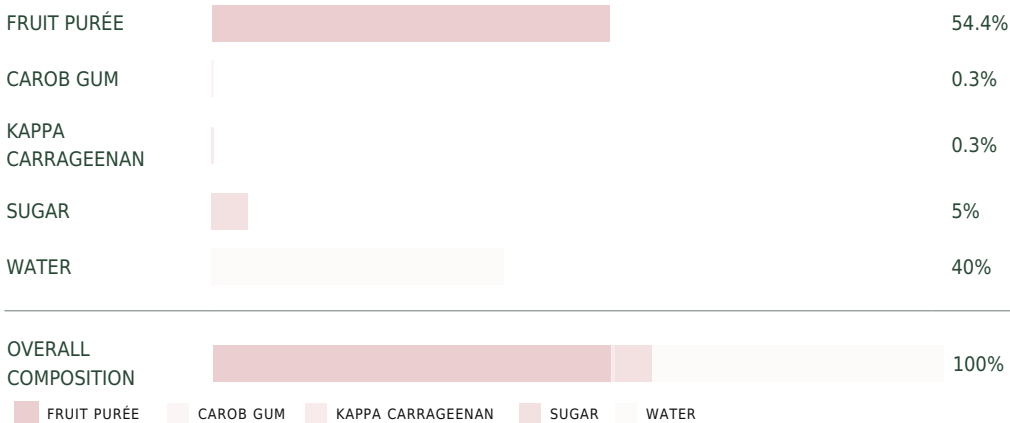 FRUIT PURÉE 54.4%
CAROB GUM 0.3%
KAPPA
CARRAGEENAN 0.3%
SUGAR 5%
WATER 40%
OVERALL
COMPOSITION 100%
FRUIT PURÉE CAROB GUM KAPPA CARRAGEENAN SUGAR WATER